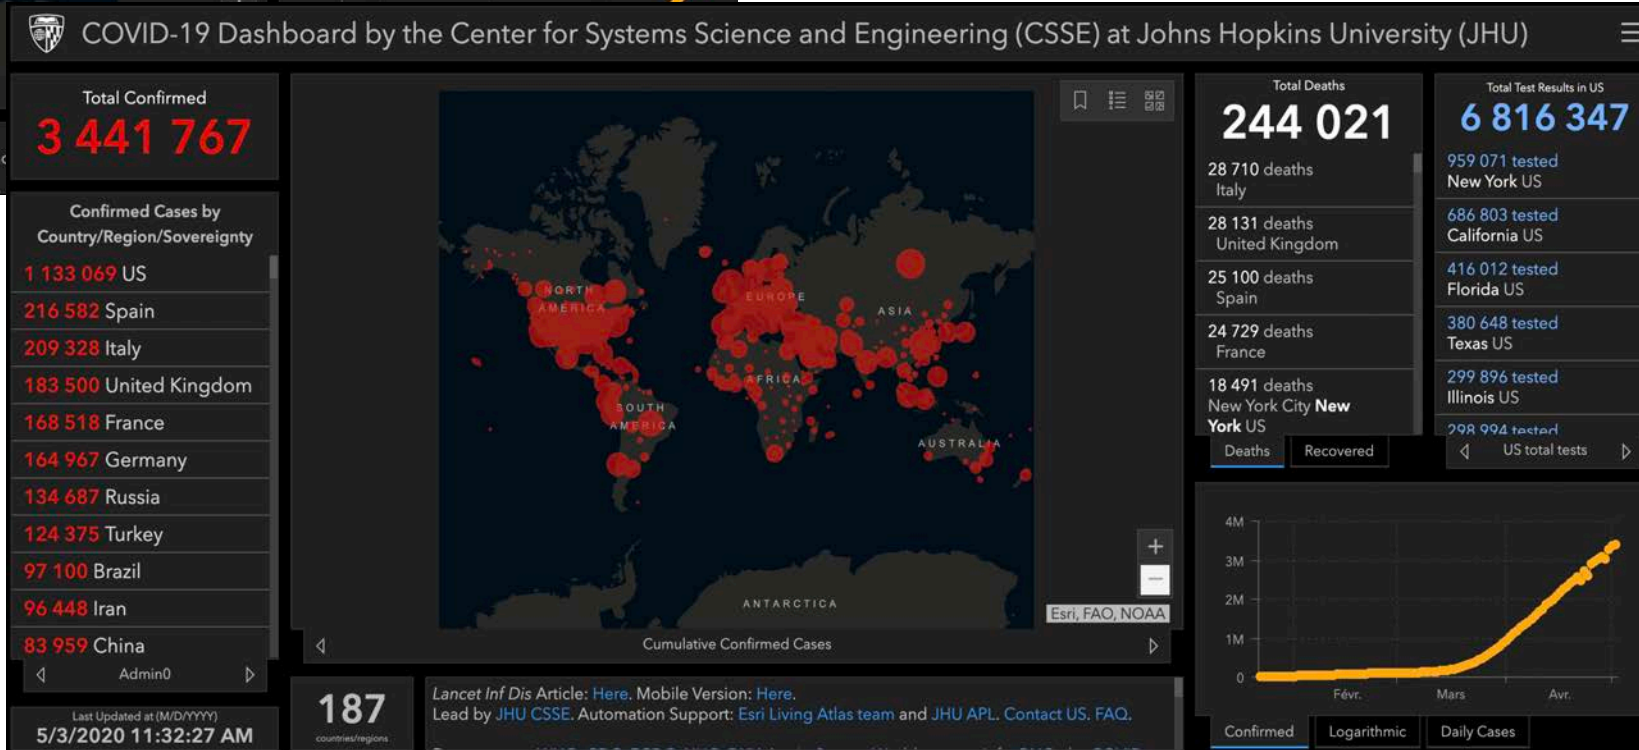 COVID-19 Dashboard by the Center for Systems Science and Engineering (CSSE) at Johns Hopkins University (JHU)
Total Confirmed
3 441 767
Confirmed Cases by
Country/Region/Sovereignty
1 133 069 US
216 582 Spain
209 328 Italy
183 500 United Kingdom
168 518 France
164 967 Germany
134 687 Russia
124 375 Turkey
97 100 Brazil
96 448 Iran
83 959 China
Admin0
Last Updated at (M/D/YYYY)
5/3/2020 11:32:27 AM
NORTH
AMERICA
EUROPE
ASIA
AFRICA
SOUTH
AMERICA
AUSTRALIA
ANTARCTICA
Esri, FAO, NOAA
Cumulative Confirmed Cases
187
countries/regions
Lancet Inf Dis Article: Here. Mobile Version: Here.
Lead by JHU CSSE. Automation Support: Esri Living Atlas team and JHU APL. Contact US. FAQ.
Total Deaths
244 021
28 710 deaths
Italy
28 131 deaths
United Kingdom
25 100 deaths
Spain
24 729 deaths
France
18 491 deaths
New York City New
York US
Deaths
Recovered
Total Test Results in US
6 816 347
959 071 tested
New York US
686 803 tested
California US
416 012 tested
Florida US
380 648 tested
Texas US
299 896 tested
Illinois US
298 994 tested
US total tests
4M
3M
2M
1M
0
Févr.
Mars
Avr.
Confirmed
Logarithmic
Daily Cases